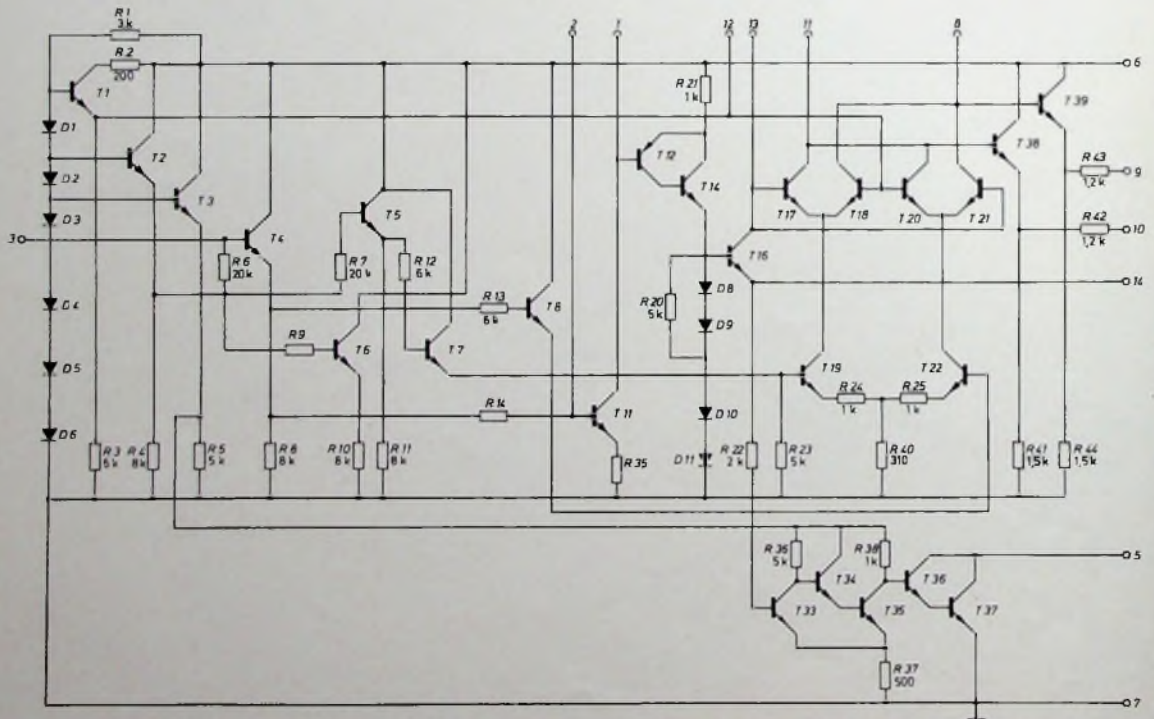 R1
3k
R2
200
T1
D1
T2
D2
T3
D3
3
T4
R6
20k
R7
20k
T5
R12
6k
D4
R9
T6
T7
R13
6k
T8
D5
R14
D6
R3
R4
8k
R5
5k
R8
8k
R10
8k
R11
8k
2
1
12
13
11
8
6
R21
1k
T12
T14
T17
T18
T20
T21
T38
T39
R43
1,2k
9
R42
1,2k
10
T16
14
R20
5k
D8
D9
T19
T22
R24
1k
R25
1k
T11
D10
R35
D11
R22
2k
R23
5k
R40
310
R41
1,5k
R44
1,5k
R36
5k
R38
1k
T34
T36
5
T33
T35
T37
R37
500
7